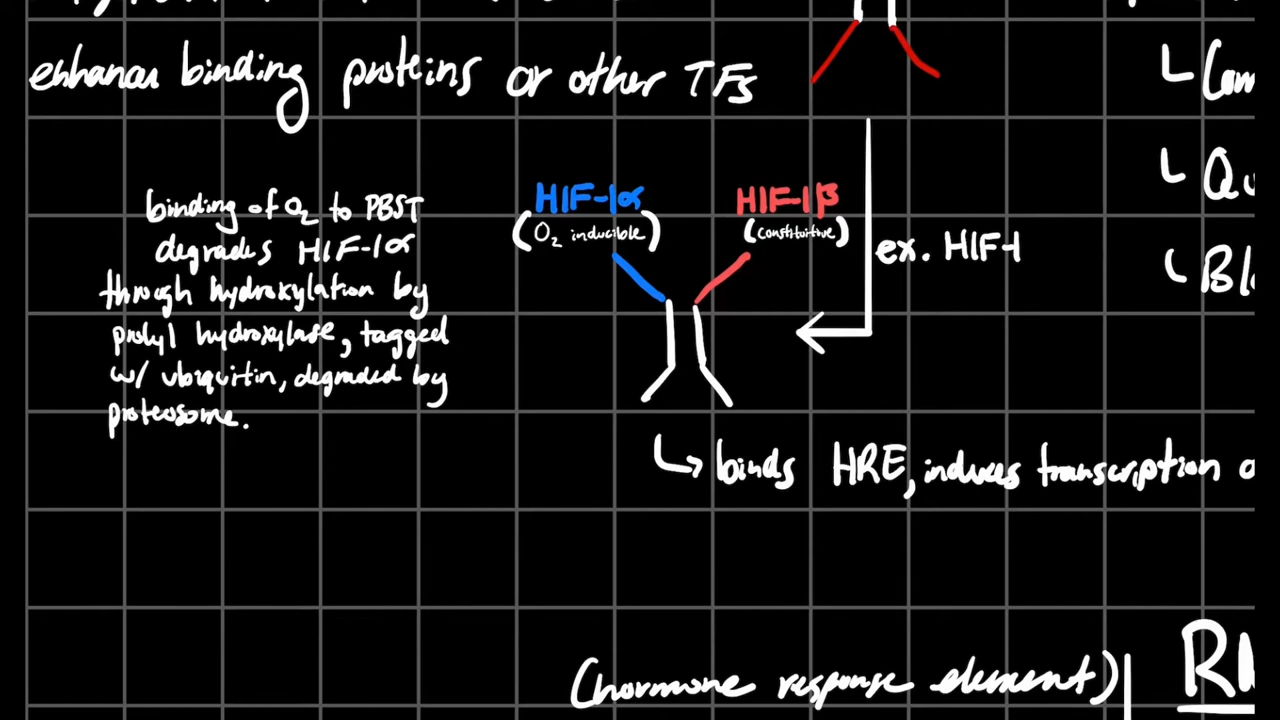 enhancer binding proteins or other TFs
binding of O₂ to PBST
degrades HIF-1α
through hydroxylation by
prolyl hydroxylase, tagged
w/ ubiquitin, degraded by
proteosome.
HIF-1α
(O₂ inducible)
HIF-1β
(constituitive)
ex. HIF-1
↳ binds HRE, induces transcription o
(hormone response element)